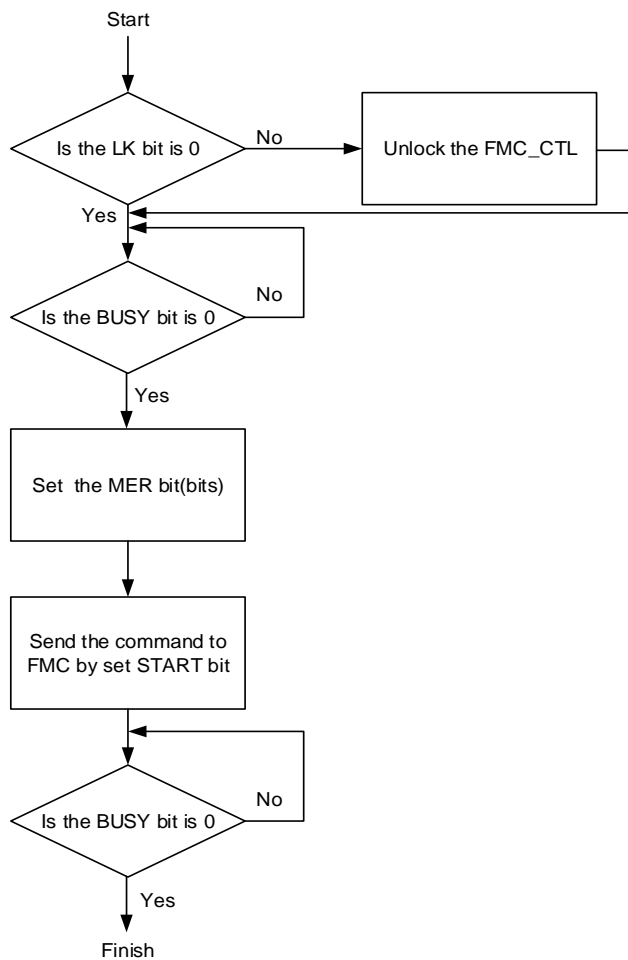 Start
Is the LK bit is 0
No
Unlock the FMC_CTL
Yes
No
Is the BUSY bit is 0
Yes
Set the MER bit(bits)
Send the command to
FMC by set START bit
No
Is the BUSY bit is 0
Yes
Finish